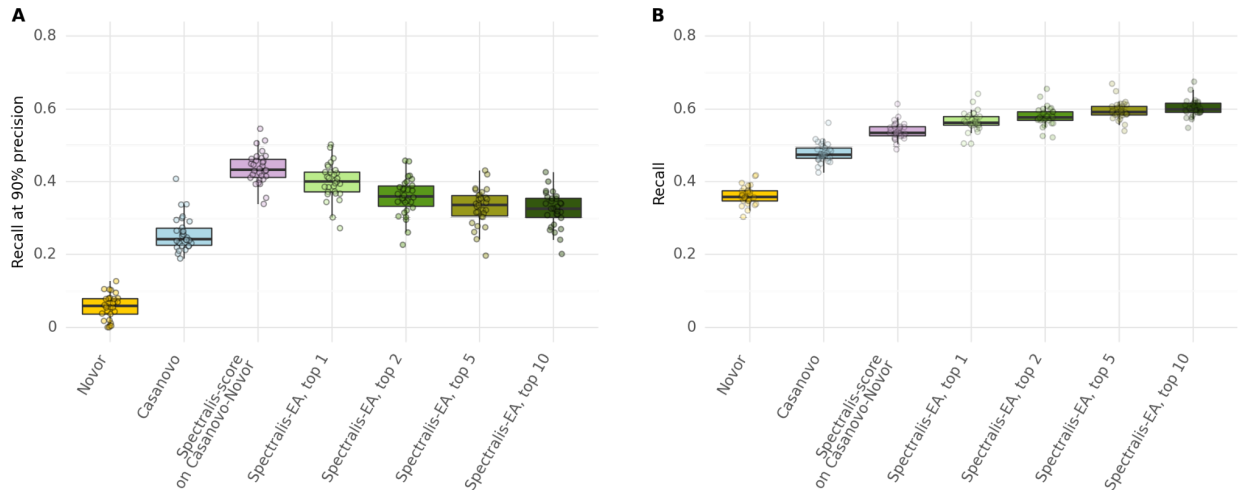 A
0.8
0.6
0.4
0.2
0
Recall at 90% precision
Novor
Casanovo
Spectralis-score
on Casanovo-Novor
Spectralis-EA, top 1
Spectralis-EA, top 2
Spectralis-EA, top 5
Spectralis-EA, top 10
B
0.8
0.6
0.4
0.2
0
Recall
Novor
Casanovo
Spectralis-score
on Casanovo-Novor
Spectralis-EA, top 1
Spectralis-EA, top 2
Spectralis-EA, top 5
Spectralis-EA, top 10